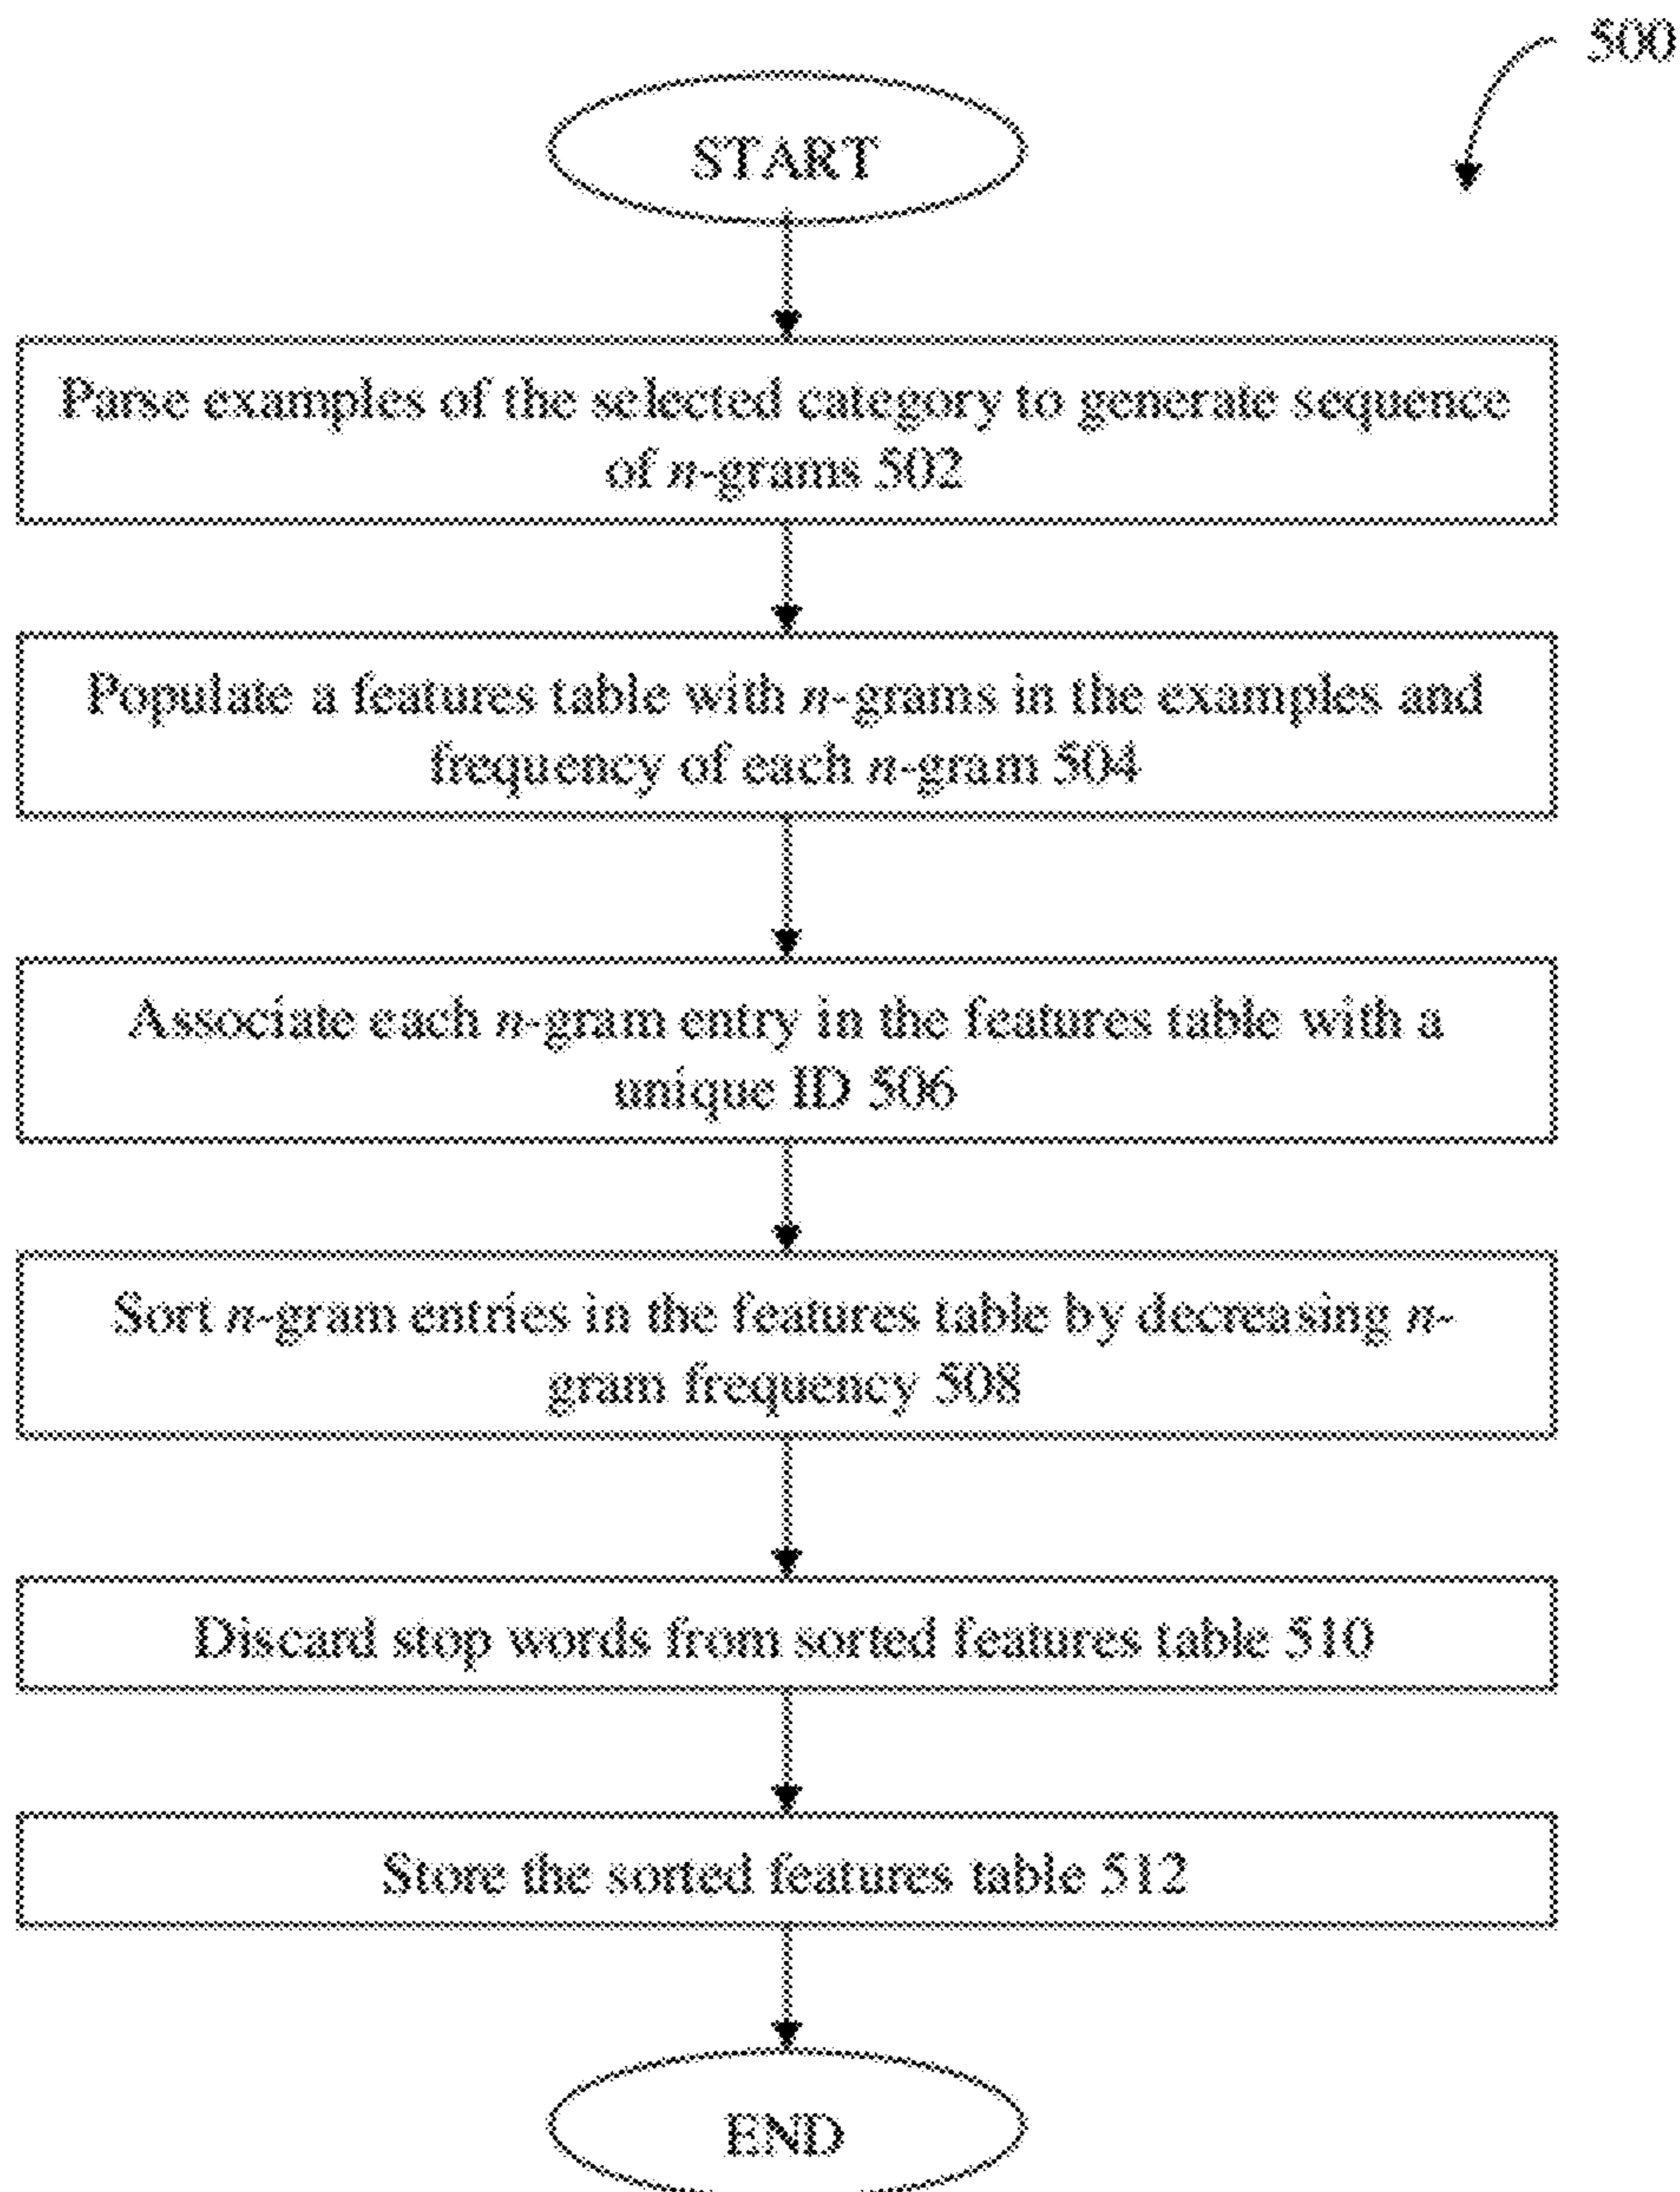 500
START
Parse examples of the selected category to generate sequence
of n-grams 502
Populate a features table with n-grams in the examples and
frequency of each n-gram 504
Associate each n-gram entry in the features table with a
unique ID 506
Sort n-gram entries in the features table by decreasing n-
gram frequency 508
Discard stop words from sorted features table 510
Store the sorted features table 512
END